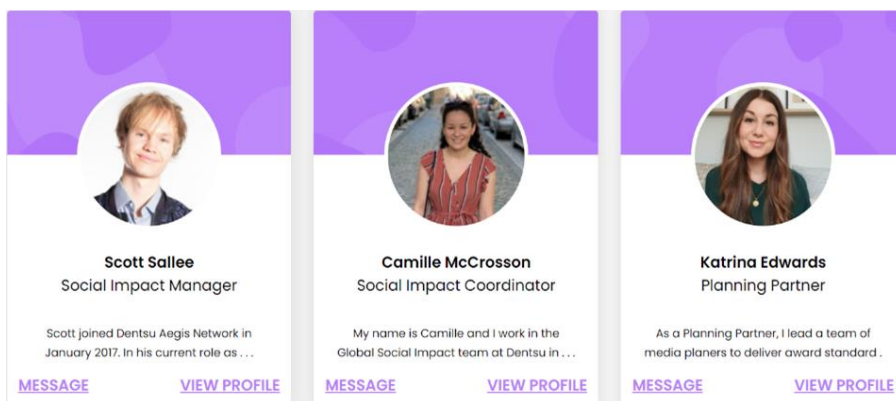 Scott Sallee
Social Impact Manager
Scott joined Dentsu Aegis Network in
January 2017. In his current role as . . .
MESSAGE
VIEW PROFILE
Camille McCrosson
Social Impact Coordinator
My name is Camille and I work in the
Global Social Impact team at Dentsu in . . .
MESSAGE
VIEW PROFILE
Katrina Edwards
Planning Partner
As a Planning Partner, I lead a team of
media planers to deliver award standard .
MESSAGE
VIEW PROFILE